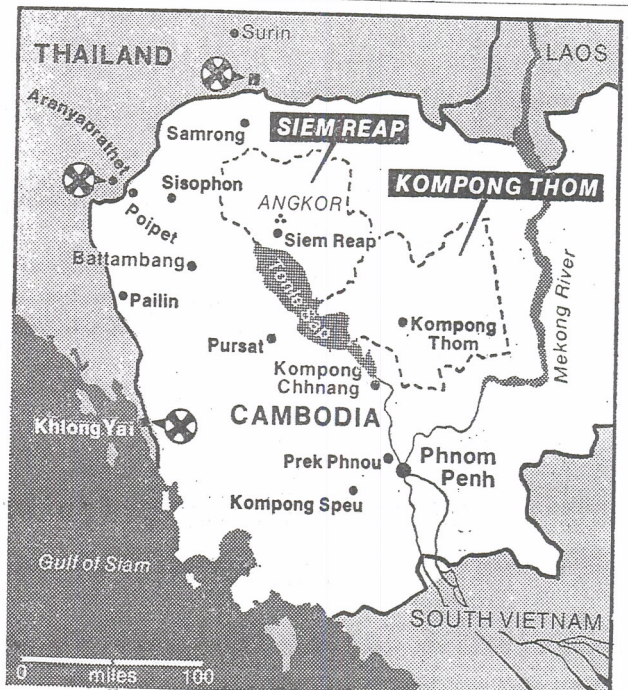 Surin
THAILAND
LAOS
Aranyaprathet
Samrong
SIEM REAP
KOMPONG THOM
Sisophon
ANGKOR
Poipet
Siem Reap
Battambang
Tonle Sap
Pailin
Mekong River
Kompong
Thom
Pursat
Kompong
Chhnang
CAMBODIA
Khlong Yai
Prek Phnou
Phnom
Penh
Kompong Speu
Gulf of Siam
SOUTH VIETNAM
0 miles 100